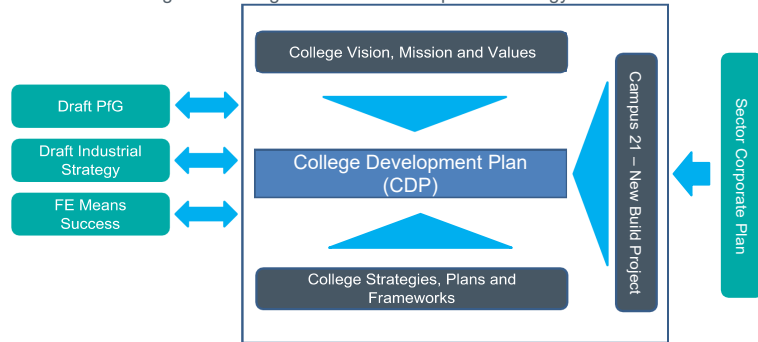 College Vision, Mission and Values
Draft PfG
Draft Industrial
Strategy
FE Means
Success
College Development Plan
(CDP)
College Strategies, Plans and
Frameworks
Campus 21 – New Build Project
Sector Corporate Plan